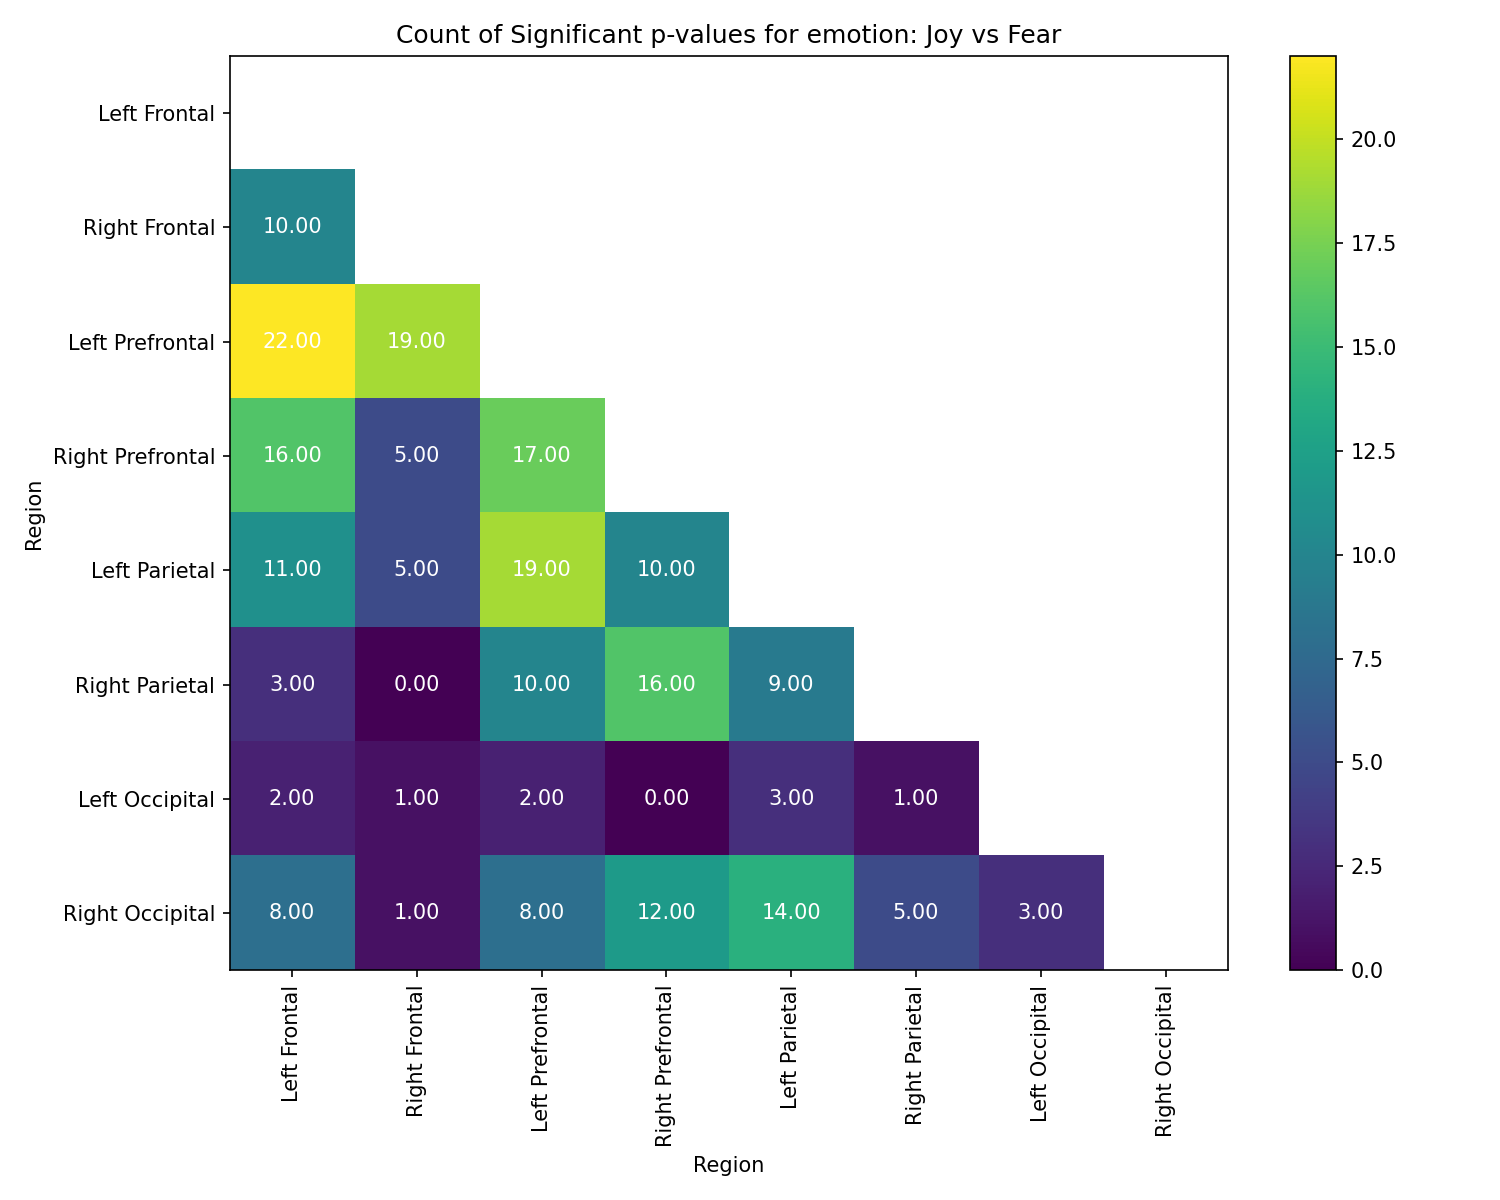 Count of Significant p-values for emotion: Joy vs Fear
Left Frontal
Right Frontal 10.00
Left Prefrontal 22.00 19.00
Right Prefrontal 16.00 5.00 17.00
Left Parietal 11.00 5.00 19.00 10.00
Right Parietal 3.00 0.00 10.00 16.00 9.00
Left Occipital 2.00 1.00 2.00 0.00 3.00 1.00
Right Occipital 8.00 1.00 8.00 12.00 14.00 5.00 3.00
Region
Left Frontal
Right Frontal
Left Prefrontal
Right Prefrontal
Left Parietal
Right Parietal
Left Occipital
Right Occipital
Region
20.0
17.5
15.0
12.5
10.0
7.5
5.0
2.5
0.0